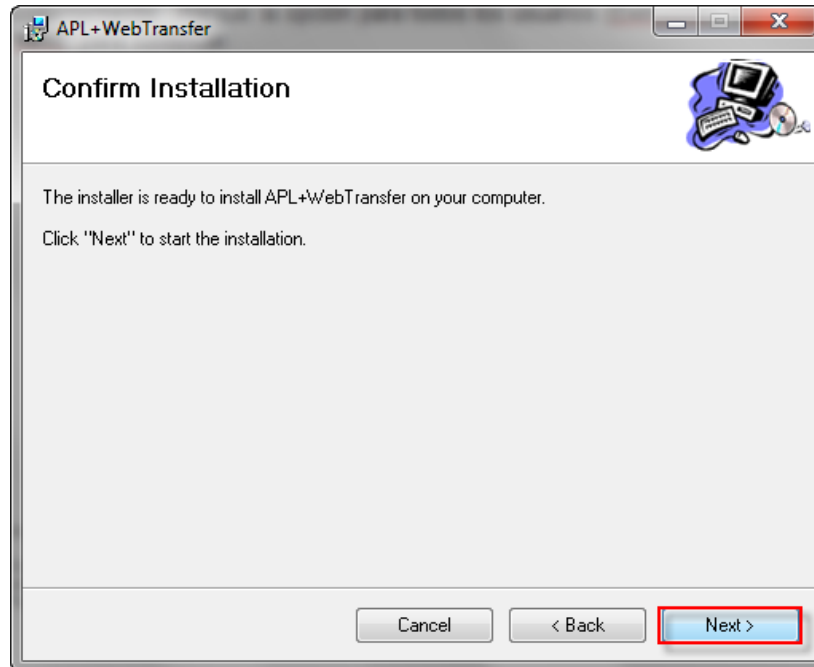 APL+WebTransfer
Confirm Installation
The installer is ready to install APL+WebTransfer on your computer.
Click "Next" to start the installation.
Cancel
< Back
Next >